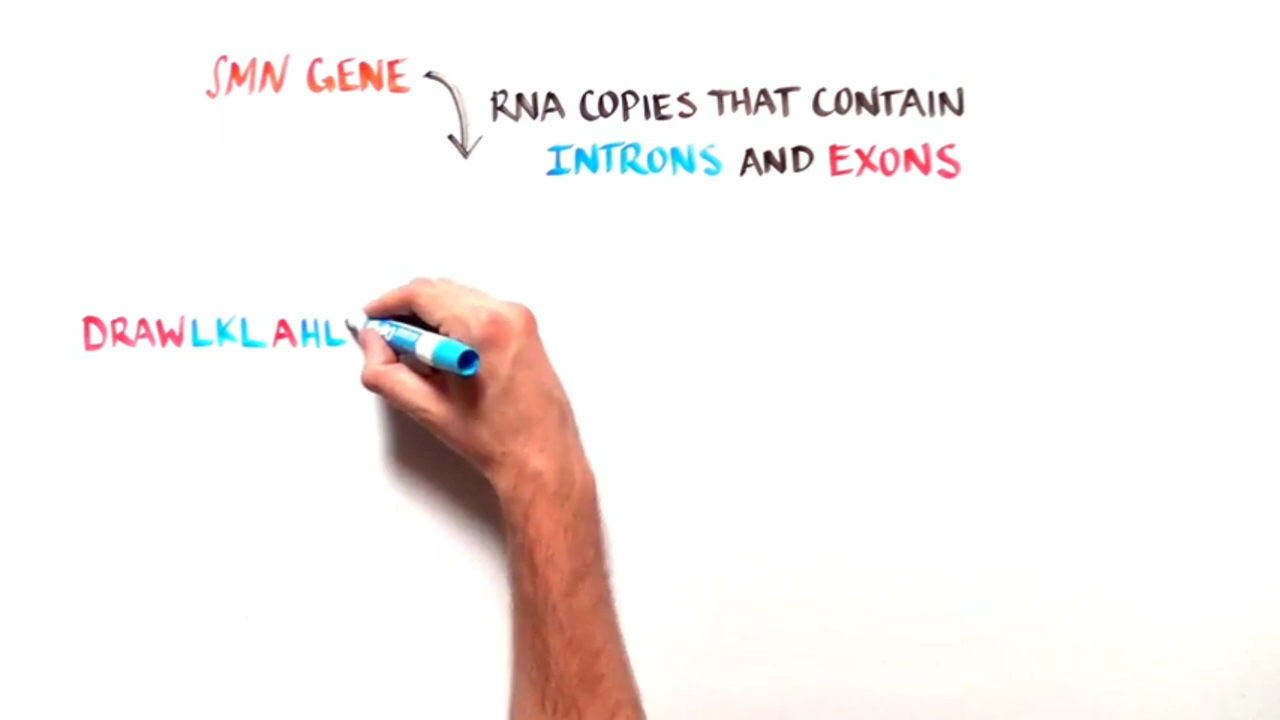 SMN GENE
RNA COPIES THAT CONTAIN
INTRONS AND EXONS
DRAWLKLAHL